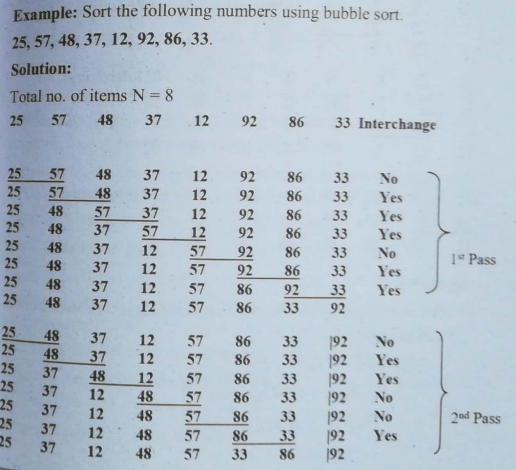 Example: Sort the following numbers using bubble sort.
25, 57, 48, 37, 12, 92, 86, 33.
Solution:
Total no. of items N = 8
25 57 48 37 12 92 86 33 Interchange
25 57 48 37 12 92 86 33 No
25 57 48 37 12 92 86 33 Yes
25 48 57 37 12 92 86 33 Yes
25 48 37 57 12 92 86 33 Yes
25 48 37 12 57 92 86 33 No
25 48 37 12 57 92 86 33 Yes 1st Pass
25 48 37 12 57 86 92 33 Yes
25 48 37 12 57 86 33 92
25 48 37 12 57 86 33 |92 No
25 48 37 12 57 86 33 |92 Yes
25 37 48 12 57 86 33 |92 Yes
25 37 12 48 57 86 33 |92 No
25 37 12 48 57 86 33 |92 No 2nd Pass
25 37 12 48 57 86 33 |92 Yes
25 37 12 48 57 33 86 |92